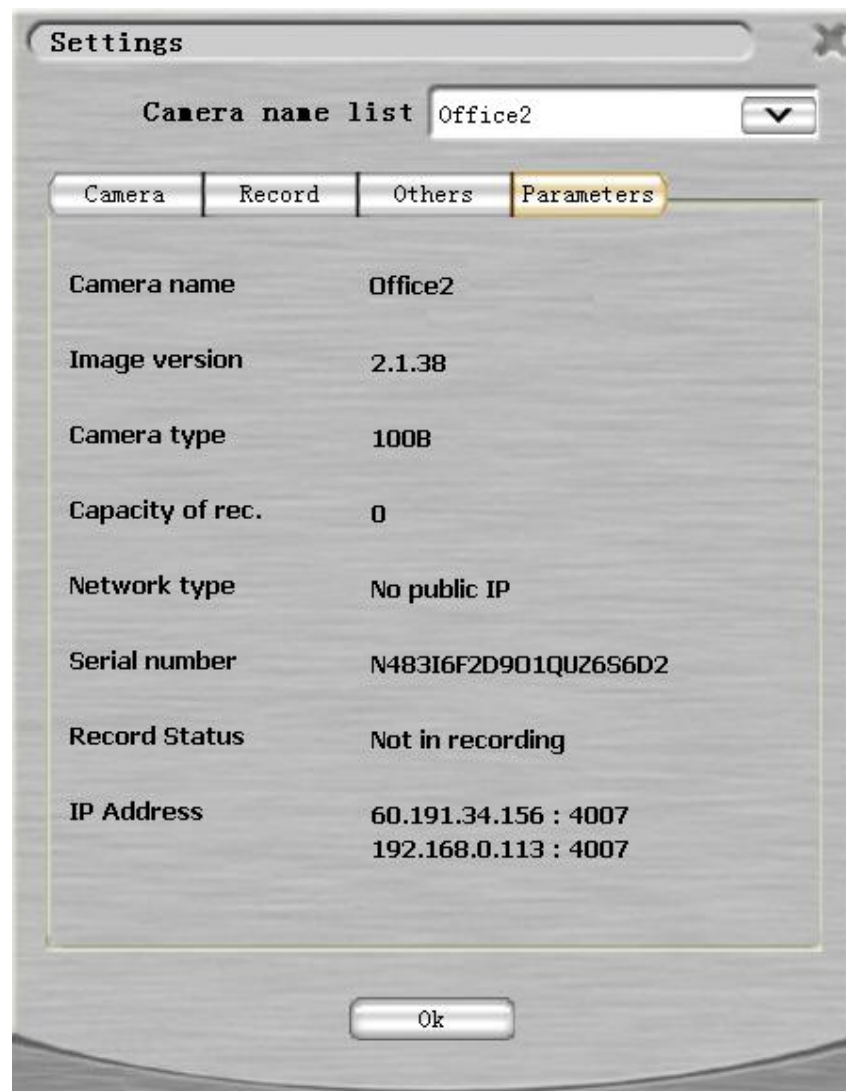 Settings
Camera name list Office2
Camera Record Others Parameters
Camera name Office2
Image version 2.1.38
Camera type 100B
Capacity of rec. 0
Network type No public IP
Serial number N483I6F2D9O1QUZ6S6D2
Record Status Not in recording
IP Address 60.191.34.156 : 4007
192.168.0.113 : 4007
Ok